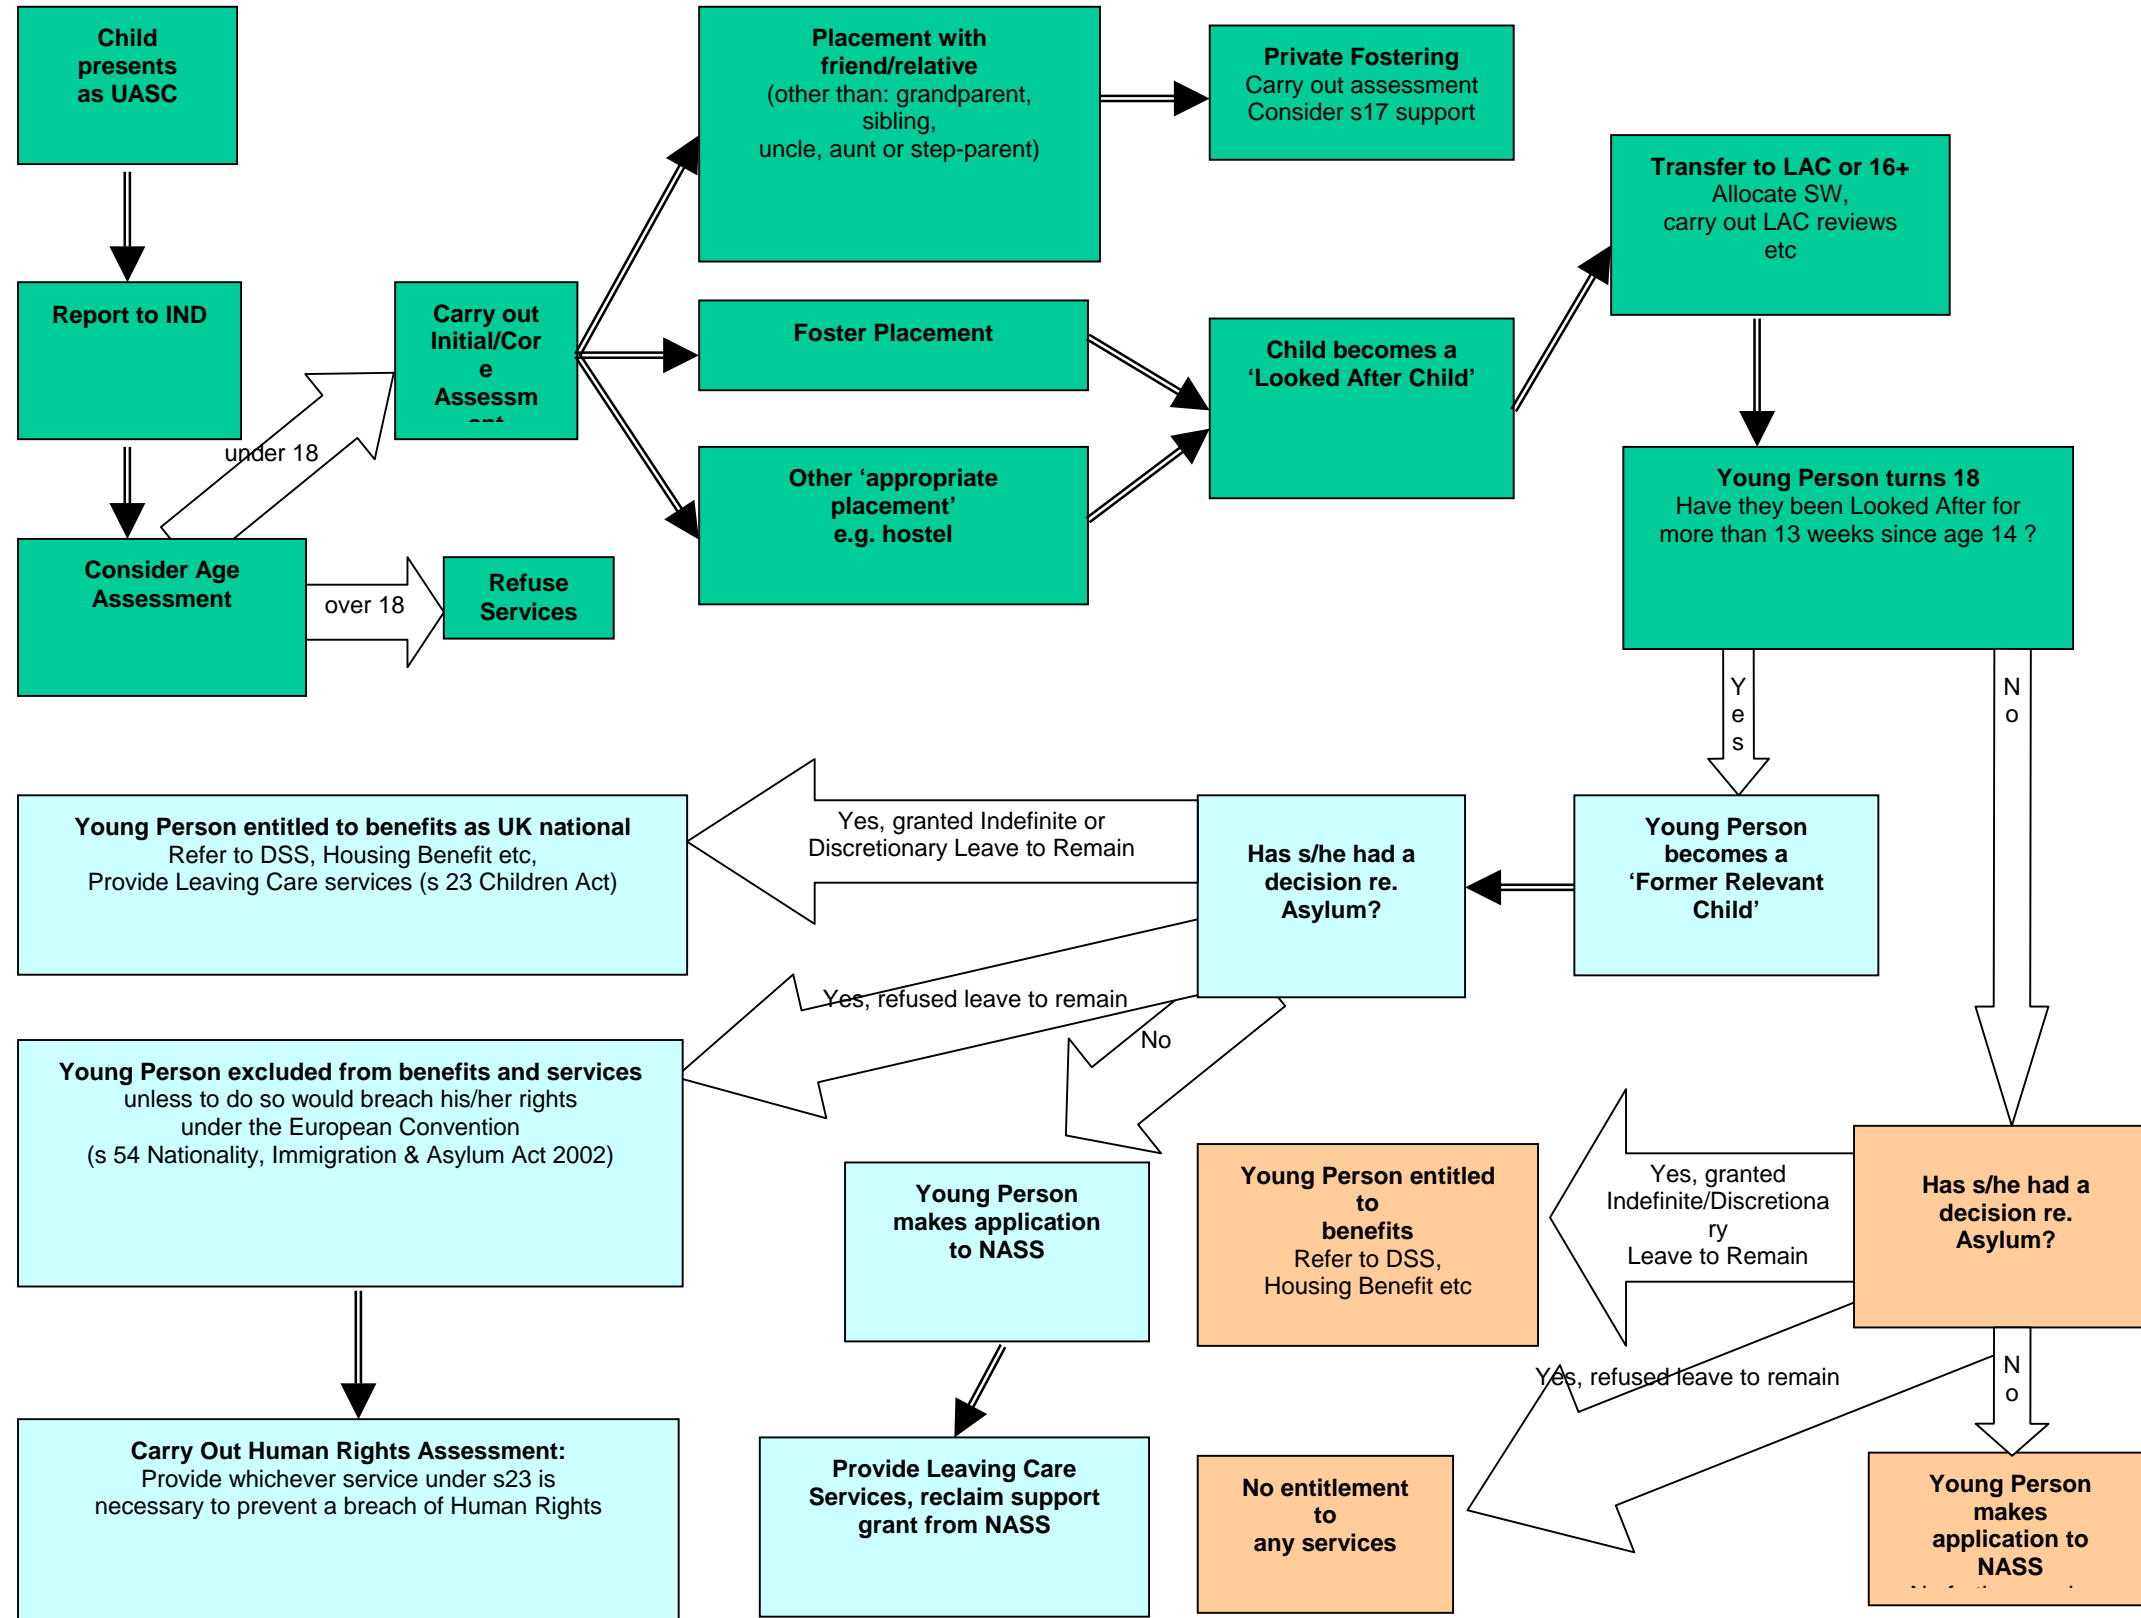 Child
presents
as UASC
Placement with
friend/relative
(other than: grandparent,
sibling,
uncle, aunt or step-parent)
Private Fostering
Carry out assessment
Consider s17 support
Transfer to LAC or 16+
Allocate SW,
carry out LAC reviews
etc
Report to IND
Carry out
Initial/Cor
e
Assessm
Foster Placement
Child becomes a
‘Looked After Child’
under 18
Other ‘appropriate
placement’
e.g. hostel
Young Person turns 18
Have they been Looked After for
more than 13 weeks since age 14 ?
Consider Age
Assessment
over 18
Refuse
Services
Y
e
s
N
o
Young Person entitled to benefits as UK national
Refer to DSS, Housing Benefit etc,
Provide Leaving Care services (s 23 Children Act)
Yes, granted Indefinite or
Discretionary Leave to Remain
Has s/he had a
decision re.
Asylum?
Young Person
becomes a
‘Former Relevant
Child’
Yes, refused leave to remain
No
Young Person excluded from benefits and services
unless to do so would breach his/her rights
under the European Convention
(s 54 Nationality, Immigration & Asylum Act 2002)
Young Person
makes application
to NASS
Young Person entitled
to
benefits
Refer to DSS,
Housing Benefit etc
Yes, granted
Indefinite/Discretiona
ry
Leave to Remain
Has s/he had a
decision re.
Asylum?
Yes, refused leave to remain
N
o
Carry Out Human Rights Assessment:
Provide whichever service under s23 is
necessary to prevent a breach of Human Rights
Provide Leaving Care
Services, reclaim support
grant from NASS
No entitlement
to
any services
Young Person
makes
application to
NASS